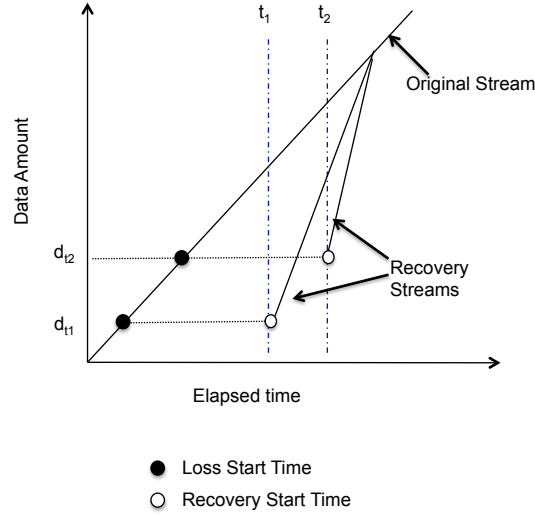 t1 t2
Original Stream
Data Amount
dt2
Recovery
Streams
dt1
Elapsed time
Loss Start Time
Recovery Start Time